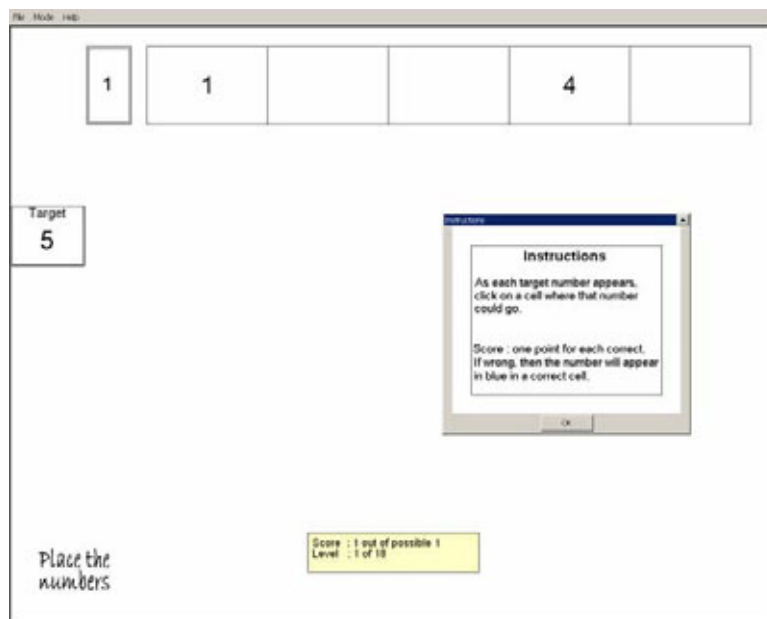 File Mode Help
1 1 4
Target
5
Instructions
Instructions
As each target number appears,
click on a cell where that number
could go.
Score : one point for each correct.
If wrong, then the number will appear
in blue in a correct cell.
OK
Score : 1 out of possible 1
Level : 1 of 18
Place the
numbers